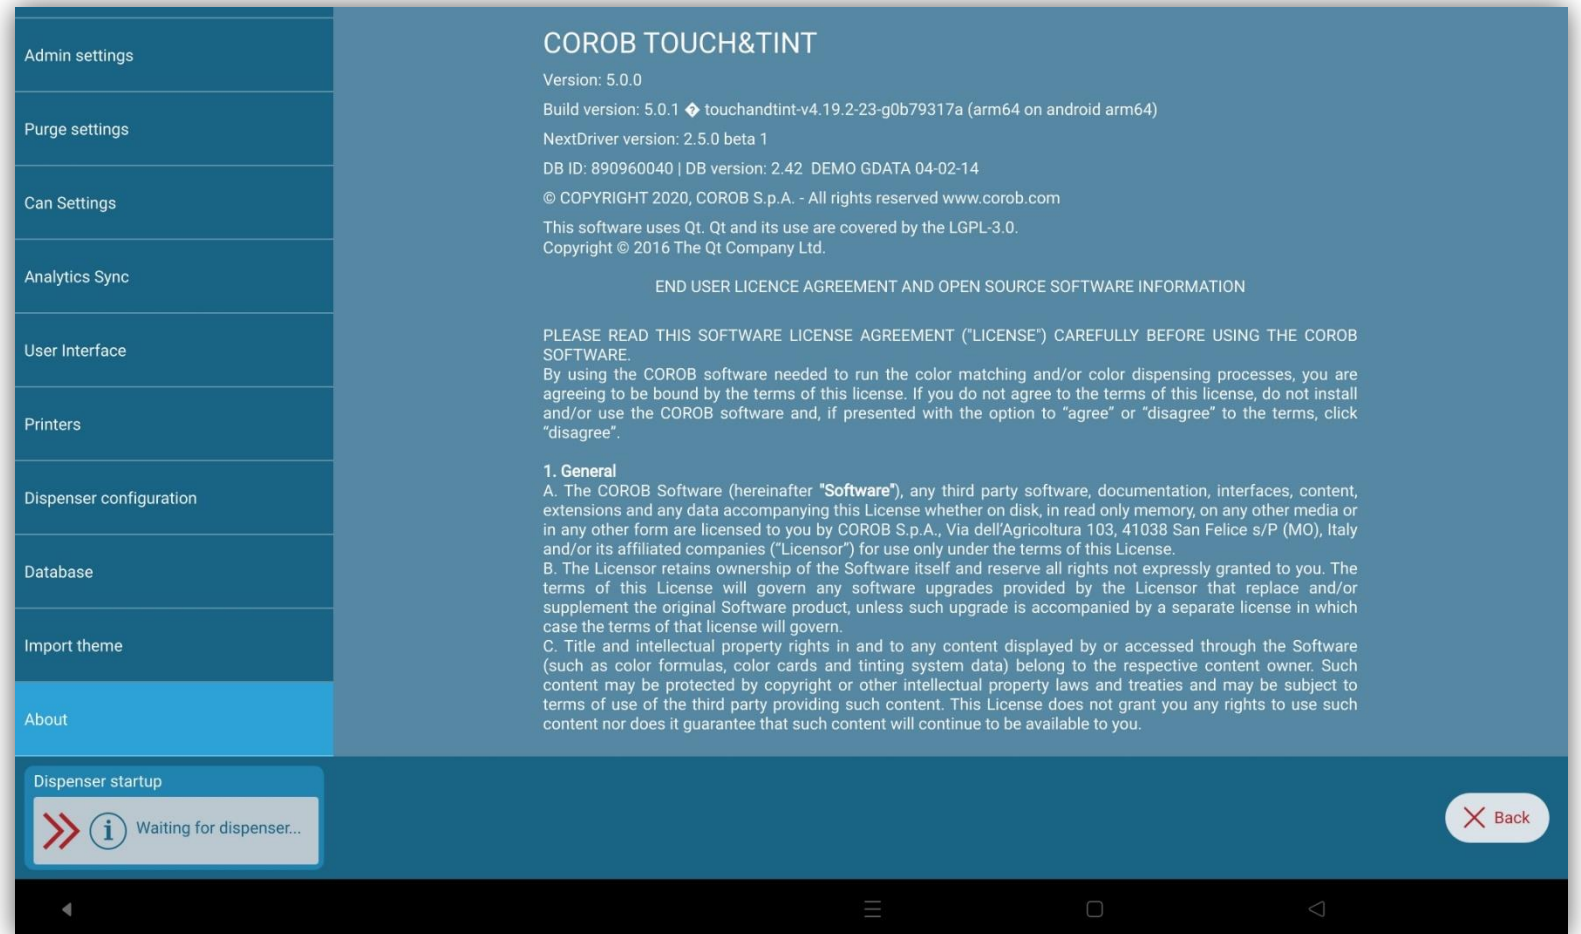 Admin settings
Purge settings
Can Settings
Analytics Sync
User Interface
Printers
Dispenser configuration
Database
Import theme
About
Dispenser startup
Waiting for dispenser...
COROB TOUCH&TINT
Version: 5.0.0
Build version: 5.0.1 � touchandtint-v4.19.2-23-g0b79317a (arm64 on android arm64)
NextDriver version: 2.5.0 beta 1
DB ID: 890960040 | DB version: 2.42  DEMO GDATA 04-02-14
© COPYRIGHT 2020, COROB S.p.A. - All rights reserved www.corob.com
This software uses Qt. Qt and its use are covered by the LGPL-3.0.
Copyright © 2016 The Qt Company Ltd.
END USER LICENCE AGREEMENT AND OPEN SOURCE SOFTWARE INFORMATION
PLEASE READ THIS SOFTWARE LICENSE AGREEMENT ("LICENSE") CAREFULLY BEFORE USING THE COROB
SOFTWARE.
By using the COROB software needed to run the color matching and/or color dispensing processes, you are
agreeing to be bound by the terms of this license. If you do not agree to the terms of this license, do not install
and/or use the COROB software and, if presented with the option to “agree” or “disagree” to the terms, click
“disagree”.
1. General
A. The COROB Software (hereinafter "Software"), any third party software, documentation, interfaces, content,
extensions and any data accompanying this License whether on disk, in read only memory, on any other media or
in any other form are licensed to you by COROB S.p.A., Via dell’Agricoltura 103, 41038 San Felice s/P (MO), Italy
and/or its affiliated companies (“Licensor”) for use only under the terms of this License.
B. The Licensor retains ownership of the Software itself and reserve all rights not expressly granted to you. The
terms of this License will govern any software upgrades provided by the Licensor that replace and/or
supplement the original Software product, unless such upgrade is accompanied by a separate license in which
case the terms of that license will govern.
C. Title and intellectual property rights in and to any content displayed by or accessed through the Software
(such as color formulas, color cards and tinting system data) belong to the respective content owner. Such
content may be protected by copyright or other intellectual property laws and treaties and may be subject to
terms of use of the third party providing such content. This License does not grant you any rights to use such
content nor does it guarantee that such content will continue to be available to you.
Back